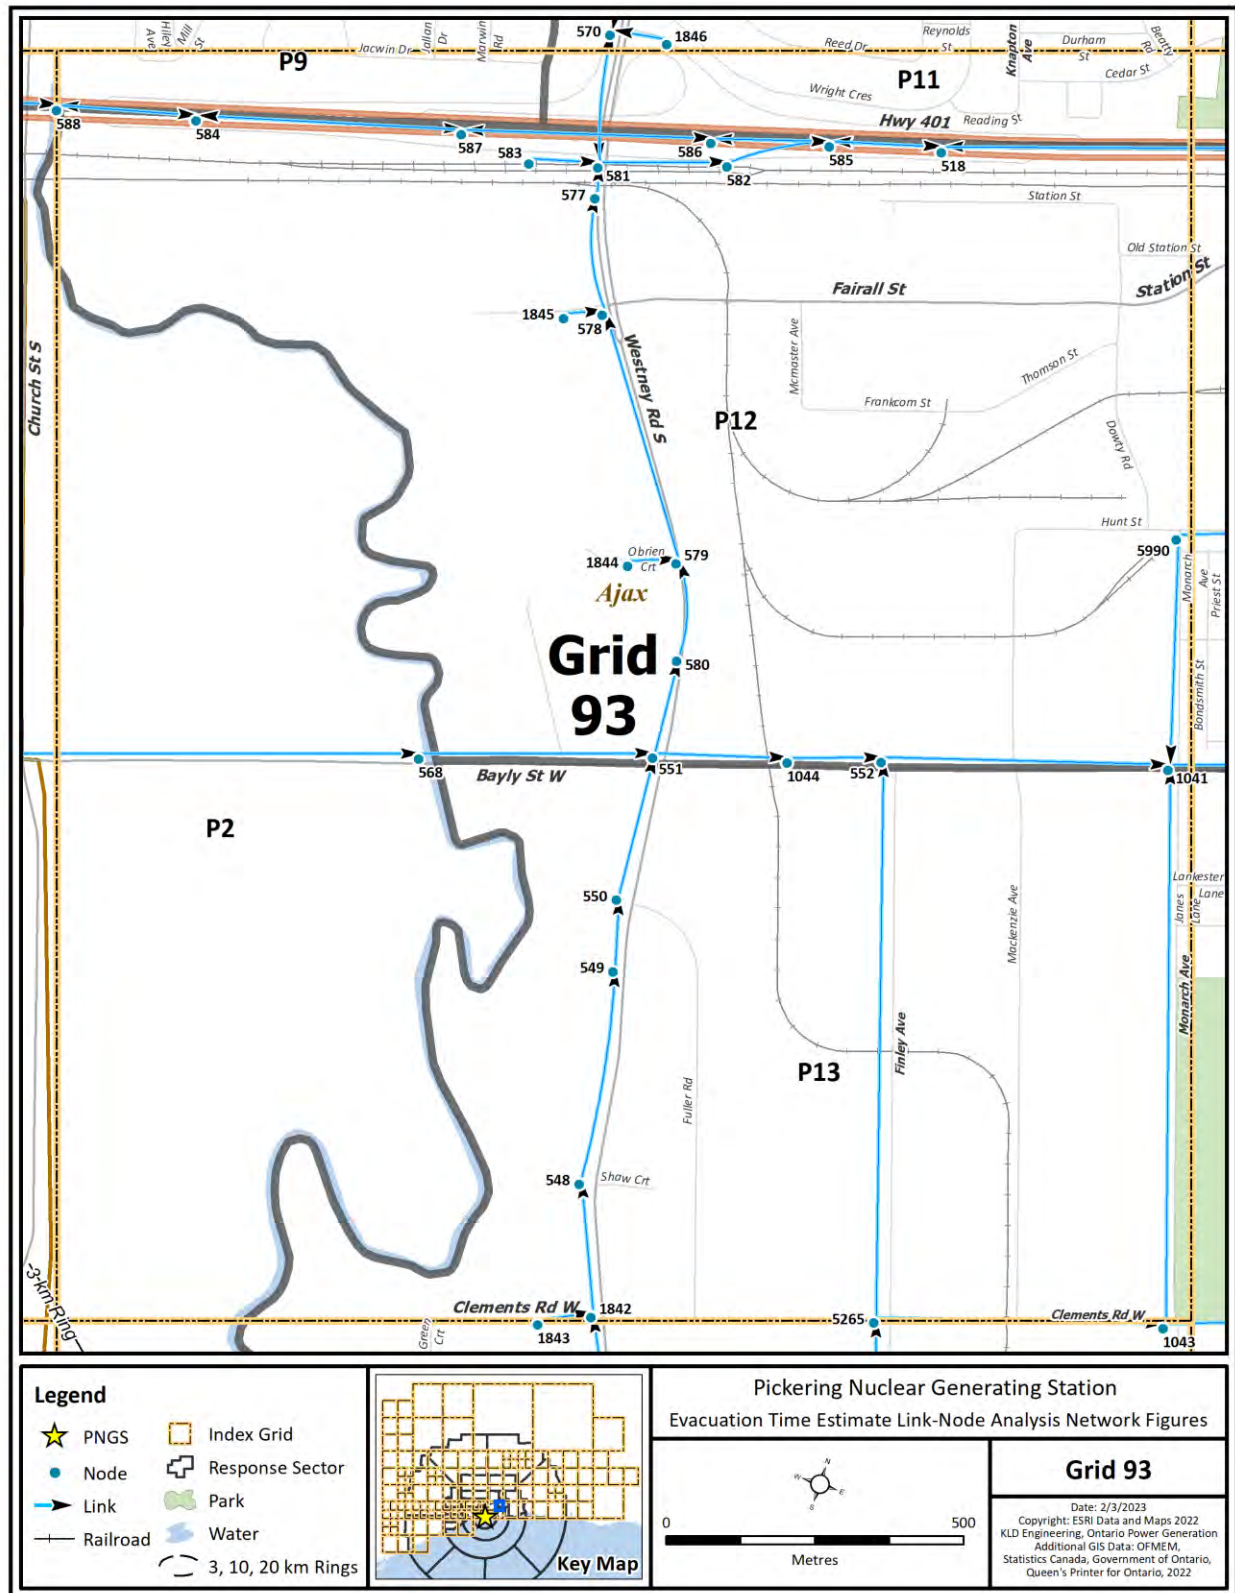 Hiley Ave
Mill St
Jacwin Dr
Jallan Dr
Marwin Rd
570
1846
Reed Dr
Reynolds St
Knapton Ave
Durham St
Beatty Rd
Cedar St
P9
P11
Wright Cres
Hwy 401
Reading St
588
584
587
583
581
586
582
585
518
577
Station St
Old Station St
Station St
Fairall St
1845
578
Westney Rd S
Church St S
Mcmaster Ave
Thomson St
Frankcom St
P12
Dowty Rd
Hunt St
5990
1844
Obrien Crt
579
Ajax
Monarch Ave
Priest St
Grid
93
580
Bondsmith St
568
Bayly St W
551
1044
552
1041
P2
550
549
Lankester Lane
Janes Lane
Mackenzie Ave
Monarch Ave
Finley Ave
P13
Fuller Rd
548
Shaw Crt
3-km Ring
Clements Rd W
1842
1843
Green Crt
5265
Clements Rd W
1043
Legend
PNGS
Node
Link
Railroad
Index Grid
Response Sector
Park
Water
3, 10, 20 km Rings
Key Map
Pickering Nuclear Generating Station
Evacuation Time Estimate Link-Node Analysis Network Figures
N
W
E
S
0
500
Metres
Grid 93
Date: 2/3/2023
Copyright: ESRI Data and Maps 2022
KLD Engineering, Ontario Power Generation
Additional GIS Data: OFMEM,
Statistics Canada, Government of Ontario,
Queen's Printer for Ontario, 2022